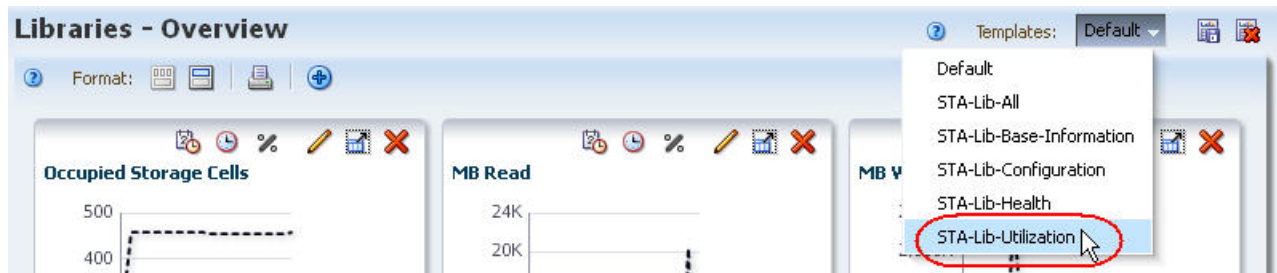 Libraries - Overview
Templates: Default
Format:
Default
STA-Lib-All
STA-Lib-Base-Information
STA-Lib-Configuration
STA-Lib-Health
STA-Lib-Utilization
Occupied Storage Cells
500
400
MB Read
24K
20K
MB